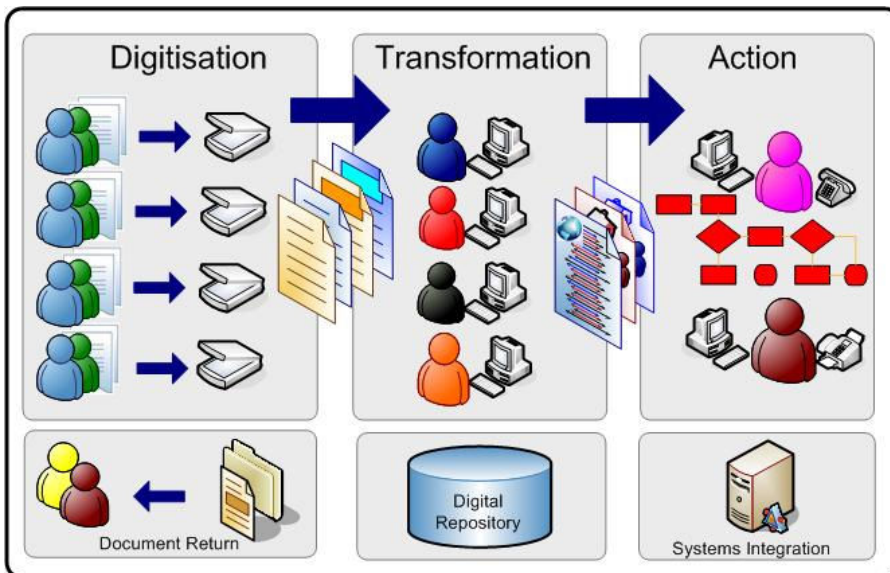 Digitisation
Transformation
Action
Document Return
Digital
Repository
Systems Integration